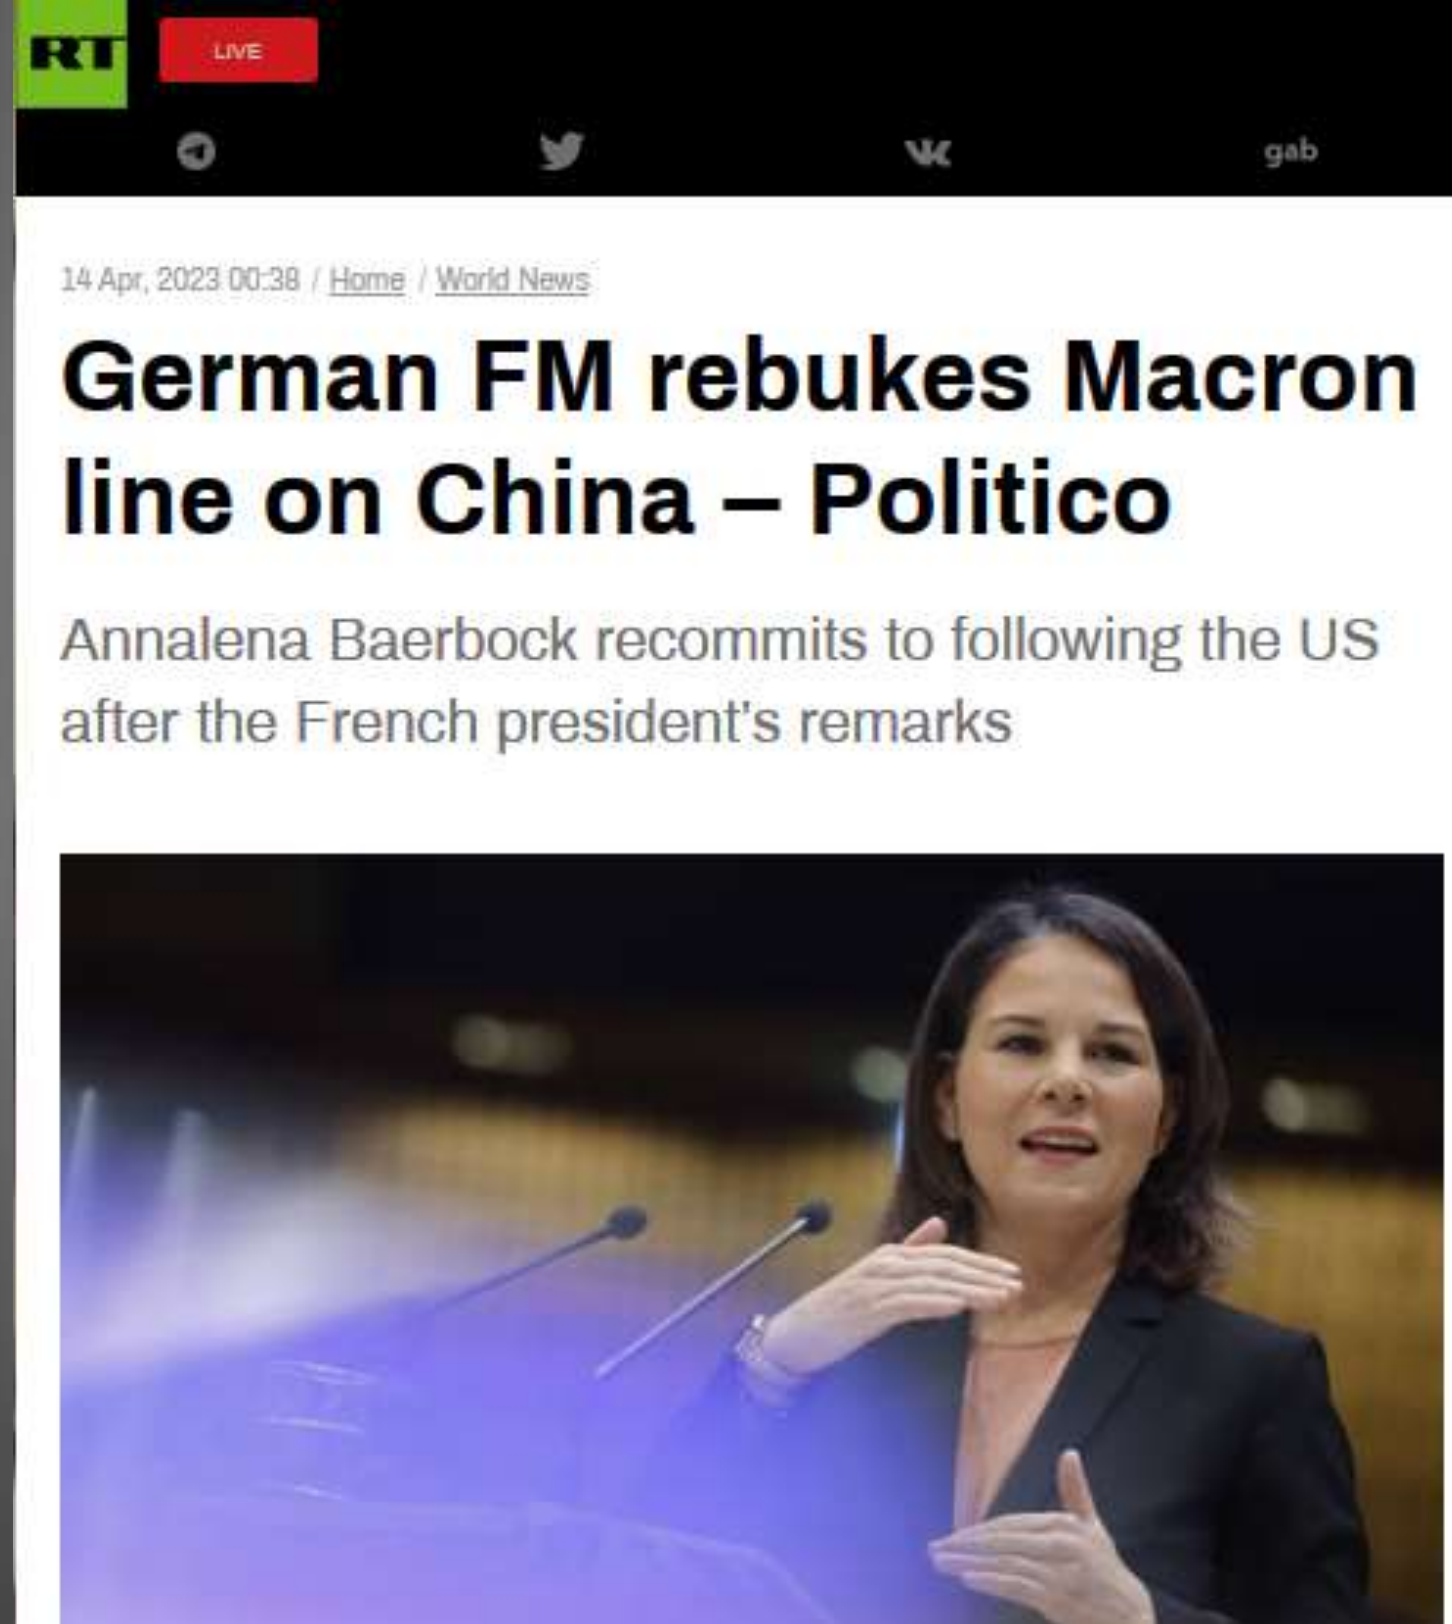 RT
LIVE
gab
14 Apr, 2023 00:38 / Home / World News
German FM rebukes Macron
line on China – Politico
Annalena Baerbock recommits to following the US
after the French president's remarks